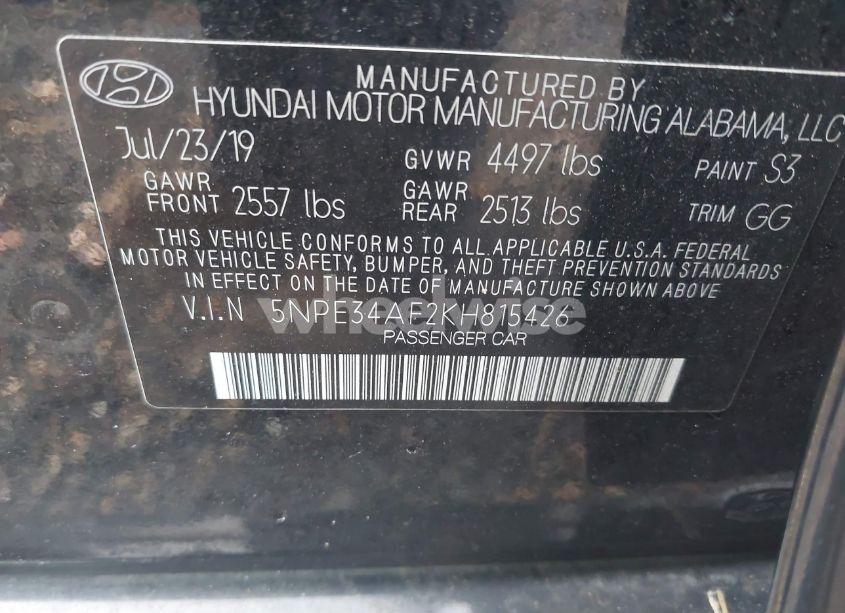 MANUFACTURED BY
HYUNDAI MOTOR MANUFACTURING ALABAMA, LLC
Jul/23/19 GVWR 4497 lbs PAINT S3
GAWR FRONT 2557 lbs GAWR REAR 2513 lbs TRIM GG
THIS VEHICLE CONFORMS TO ALL APPLICABLE U.S.A. FEDERAL
MOTOR VEHICLE SAFETY, BUMPER, AND THEFT PREVENTION STANDARDS
IN EFFECT ON THE DATE OF MANUFACTURE SHOWN ABOVE
V.I.N 5NPE34AF2KH815426
wheelwise
PASSENGER CAR